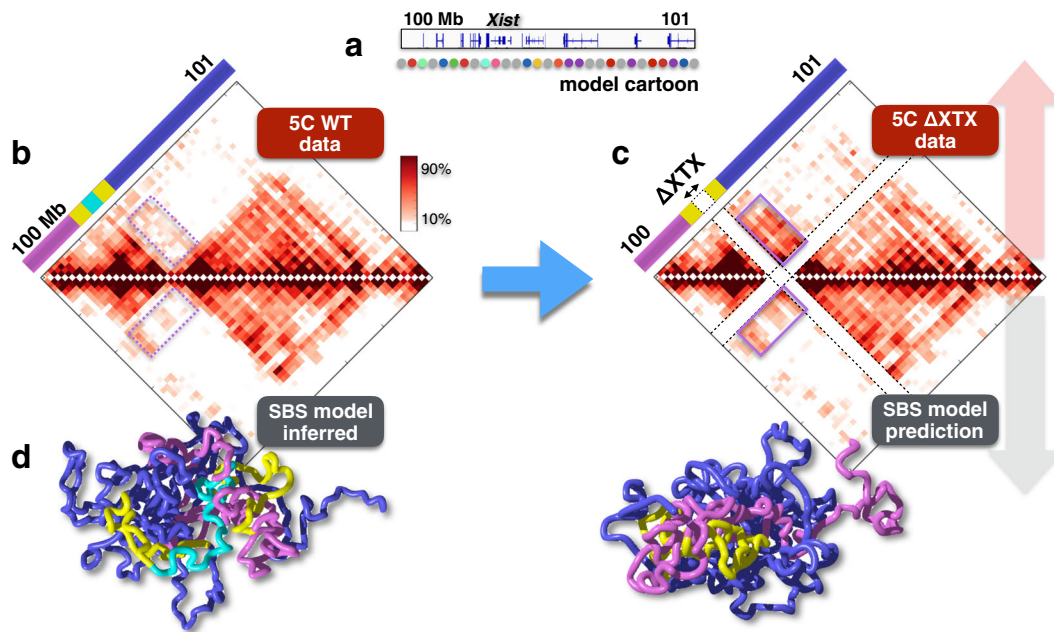 a
100 Mb Xist 101
model cartoon
b
100 Mb
101
5C WT
data
90%
10%
SBS model
inferred
c
100
ΔXTX
101
5C ΔXTX
data
SBS model
prediction
d